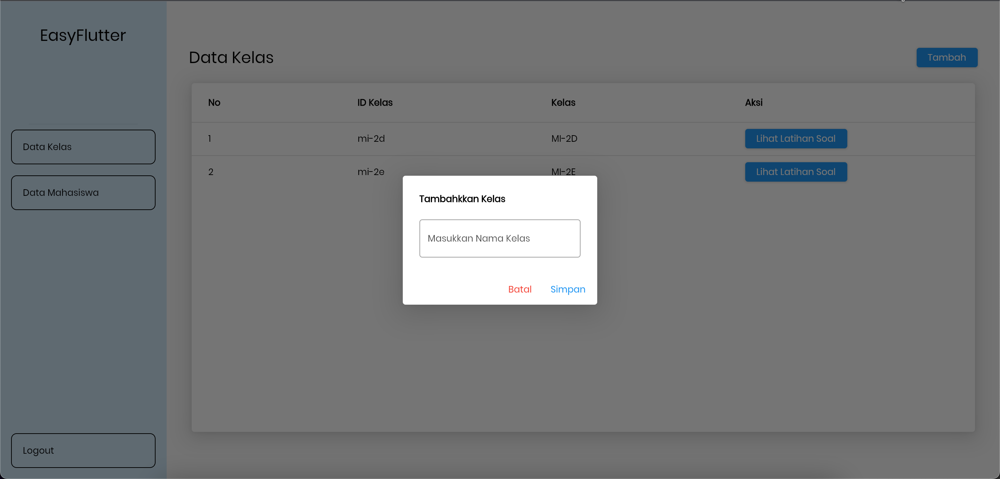 EasyFlutter
Data Kelas
Data Mahasiswa
Logout
Data Kelas
Tambah
No ID Kelas Kelas Aksi
1 mi-2d MI-2D Lihat Latihan Soal
2 mi-2e MI-2E Lihat Latihan Soal
Tambahkkan Kelas
Masukkan Nama Kelas
Batal Simpan